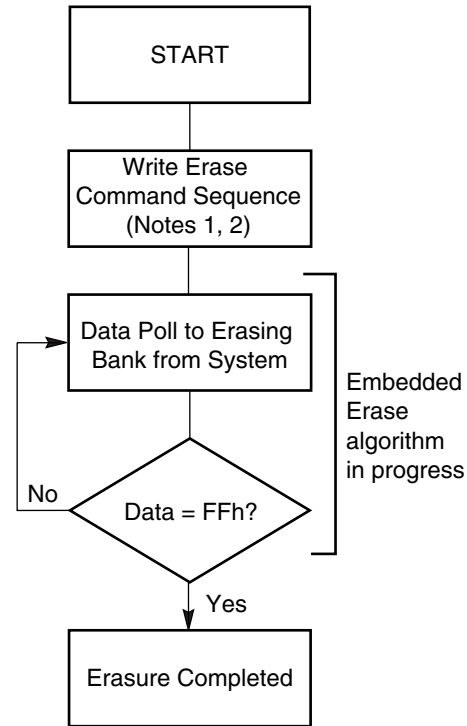 START
Write Erase
Command Sequence
(Notes 1, 2)
Data Poll to Erasing
Bank from System
Embedded
Erase
algorithm
in progress
No
Data = FFh?
Yes
Erasure Completed